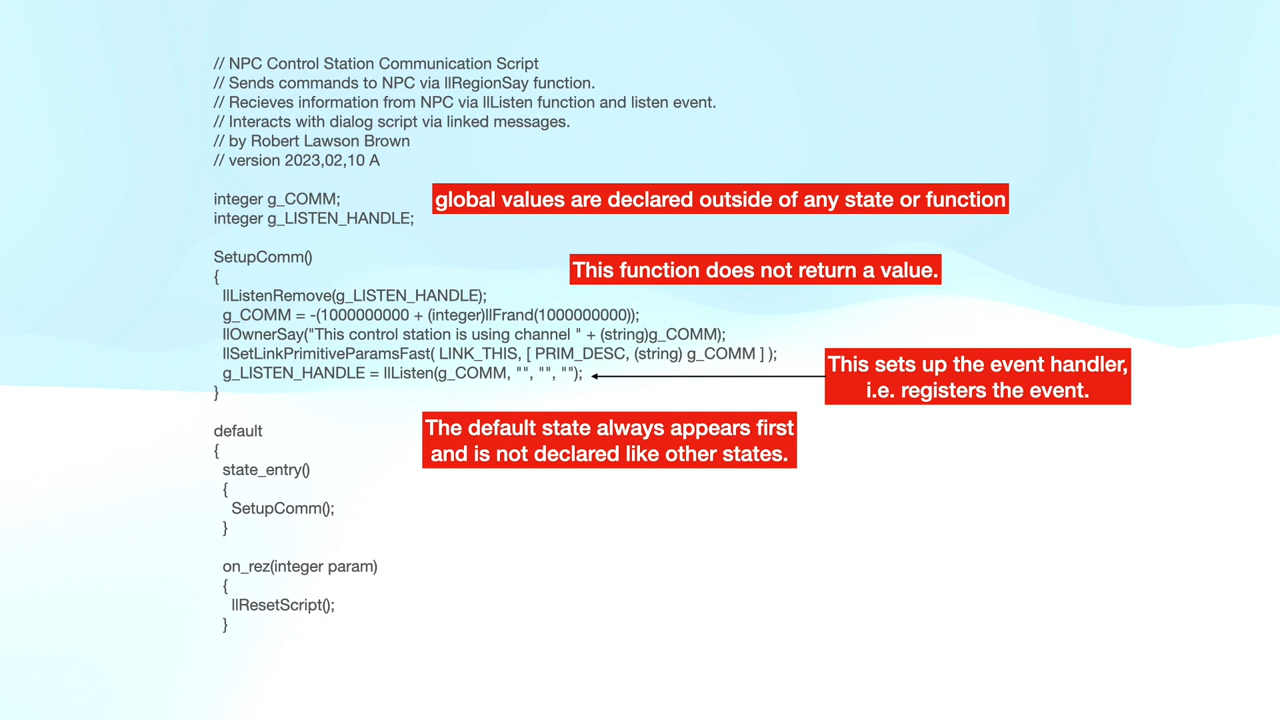 // NPC Control Station Communication Script
// Sends commands to NPC via llRegionSay function.
// Recieves information from NPC via llListen function and listen event.
// Interacts with dialog script via linked messages.
// by Robert Lawson Brown
// version 2023,02,10 A
integer g_COMM;
global values are declared outside of any state or function
integer g_LISTEN_HANDLE;
SetupComm()
This function does not return a value.
{
llListenRemove(g_LISTEN_HANDLE);
g_COMM = -(1000000000 + (integer)llFrand(1000000000));
llOwnerSay("This control station is using channel " + (string)g_COMM);
llSetLinkPrimitiveParamsFast( LINK_THIS, [ PRIM_DESC, (string) g_COMM ] );
g_LISTEN_HANDLE = llListen(g_COMM, "", "", "");
This sets up the event handler,
i.e. registers the event.
}
default
The default state always appears first
and is not declared like other states.
{
state_entry()
{
SetupComm();
}
on_rez(integer param)
{
llResetScript();
}